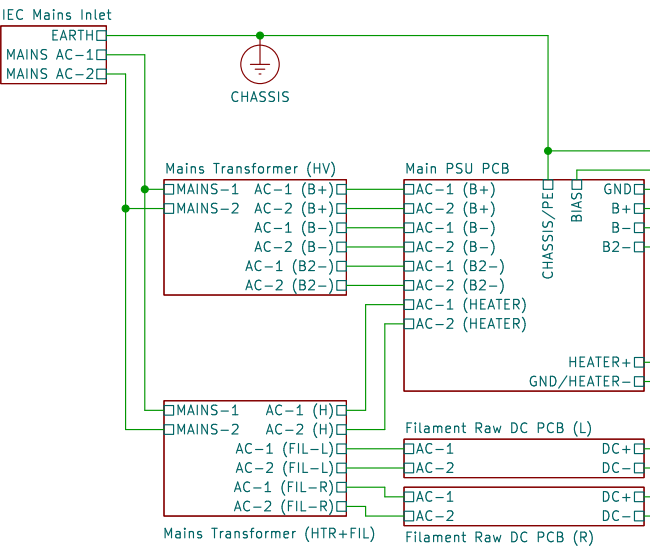 IEC Mains Inlet
EARTH
MAINS AC-1
MAINS AC-2
CHASSIS
Mains Transformer (HV)
MAINS-1 AC-1 (B+)
MAINS-2 AC-2 (B+)
AC-1 (B-)
AC-2 (B-)
AC-1 (B2-)
AC-2 (B2-)
Main PSU PCB
AC-1 (B+)
AC-2 (B+)
AC-1 (B-)
AC-2 (B-)
AC-1 (B2-)
AC-2 (B2-)
AC-1 (HEATER)
AC-2 (HEATER)
CHASSIS/PE
BIAS
GND
B+
B-
B2-
HEATER+
GND/HEATER-
MAINS-1 AC-1 (H)
MAINS-2 AC-2 (H)
AC-1 (FIL-L)
AC-2 (FIL-L)
AC-1 (FIL-R)
AC-2 (FIL-R)
Mains Transformer (HTR+FIL)
Filament Raw DC PCB (L)
AC-1 DC+
AC-2 DC-
AC-1 DC+
AC-2 DC-
Filament Raw DC PCB (R)